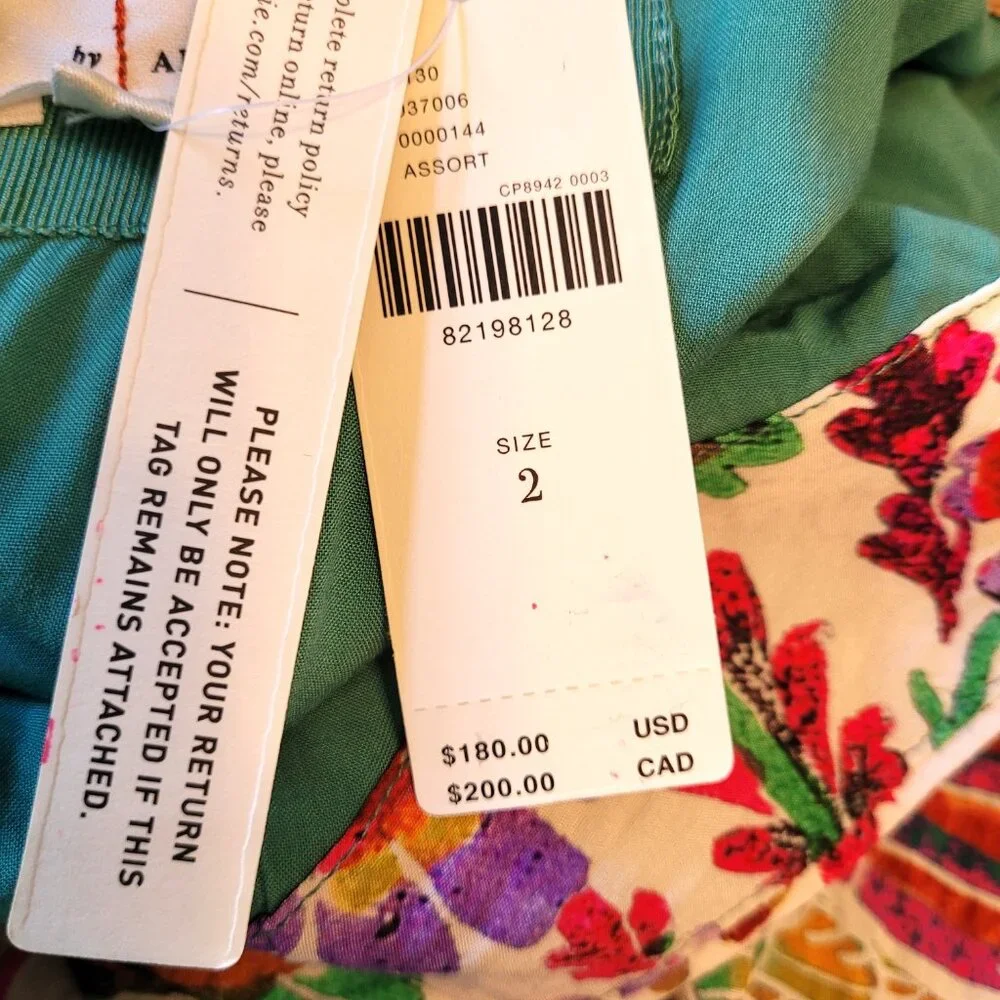 by
plete return policy
turn online, please
ie.com/returns.
PLEASE NOTE: YOUR RETURN
WILL ONLY BE ACCEPTED IF THIS
TAG REMAINS ATTACHED.
130
037006
0000144
ASSORT
CP8942 0003
82198128
SIZE
2
$180.00 USD
$200.00 CAD